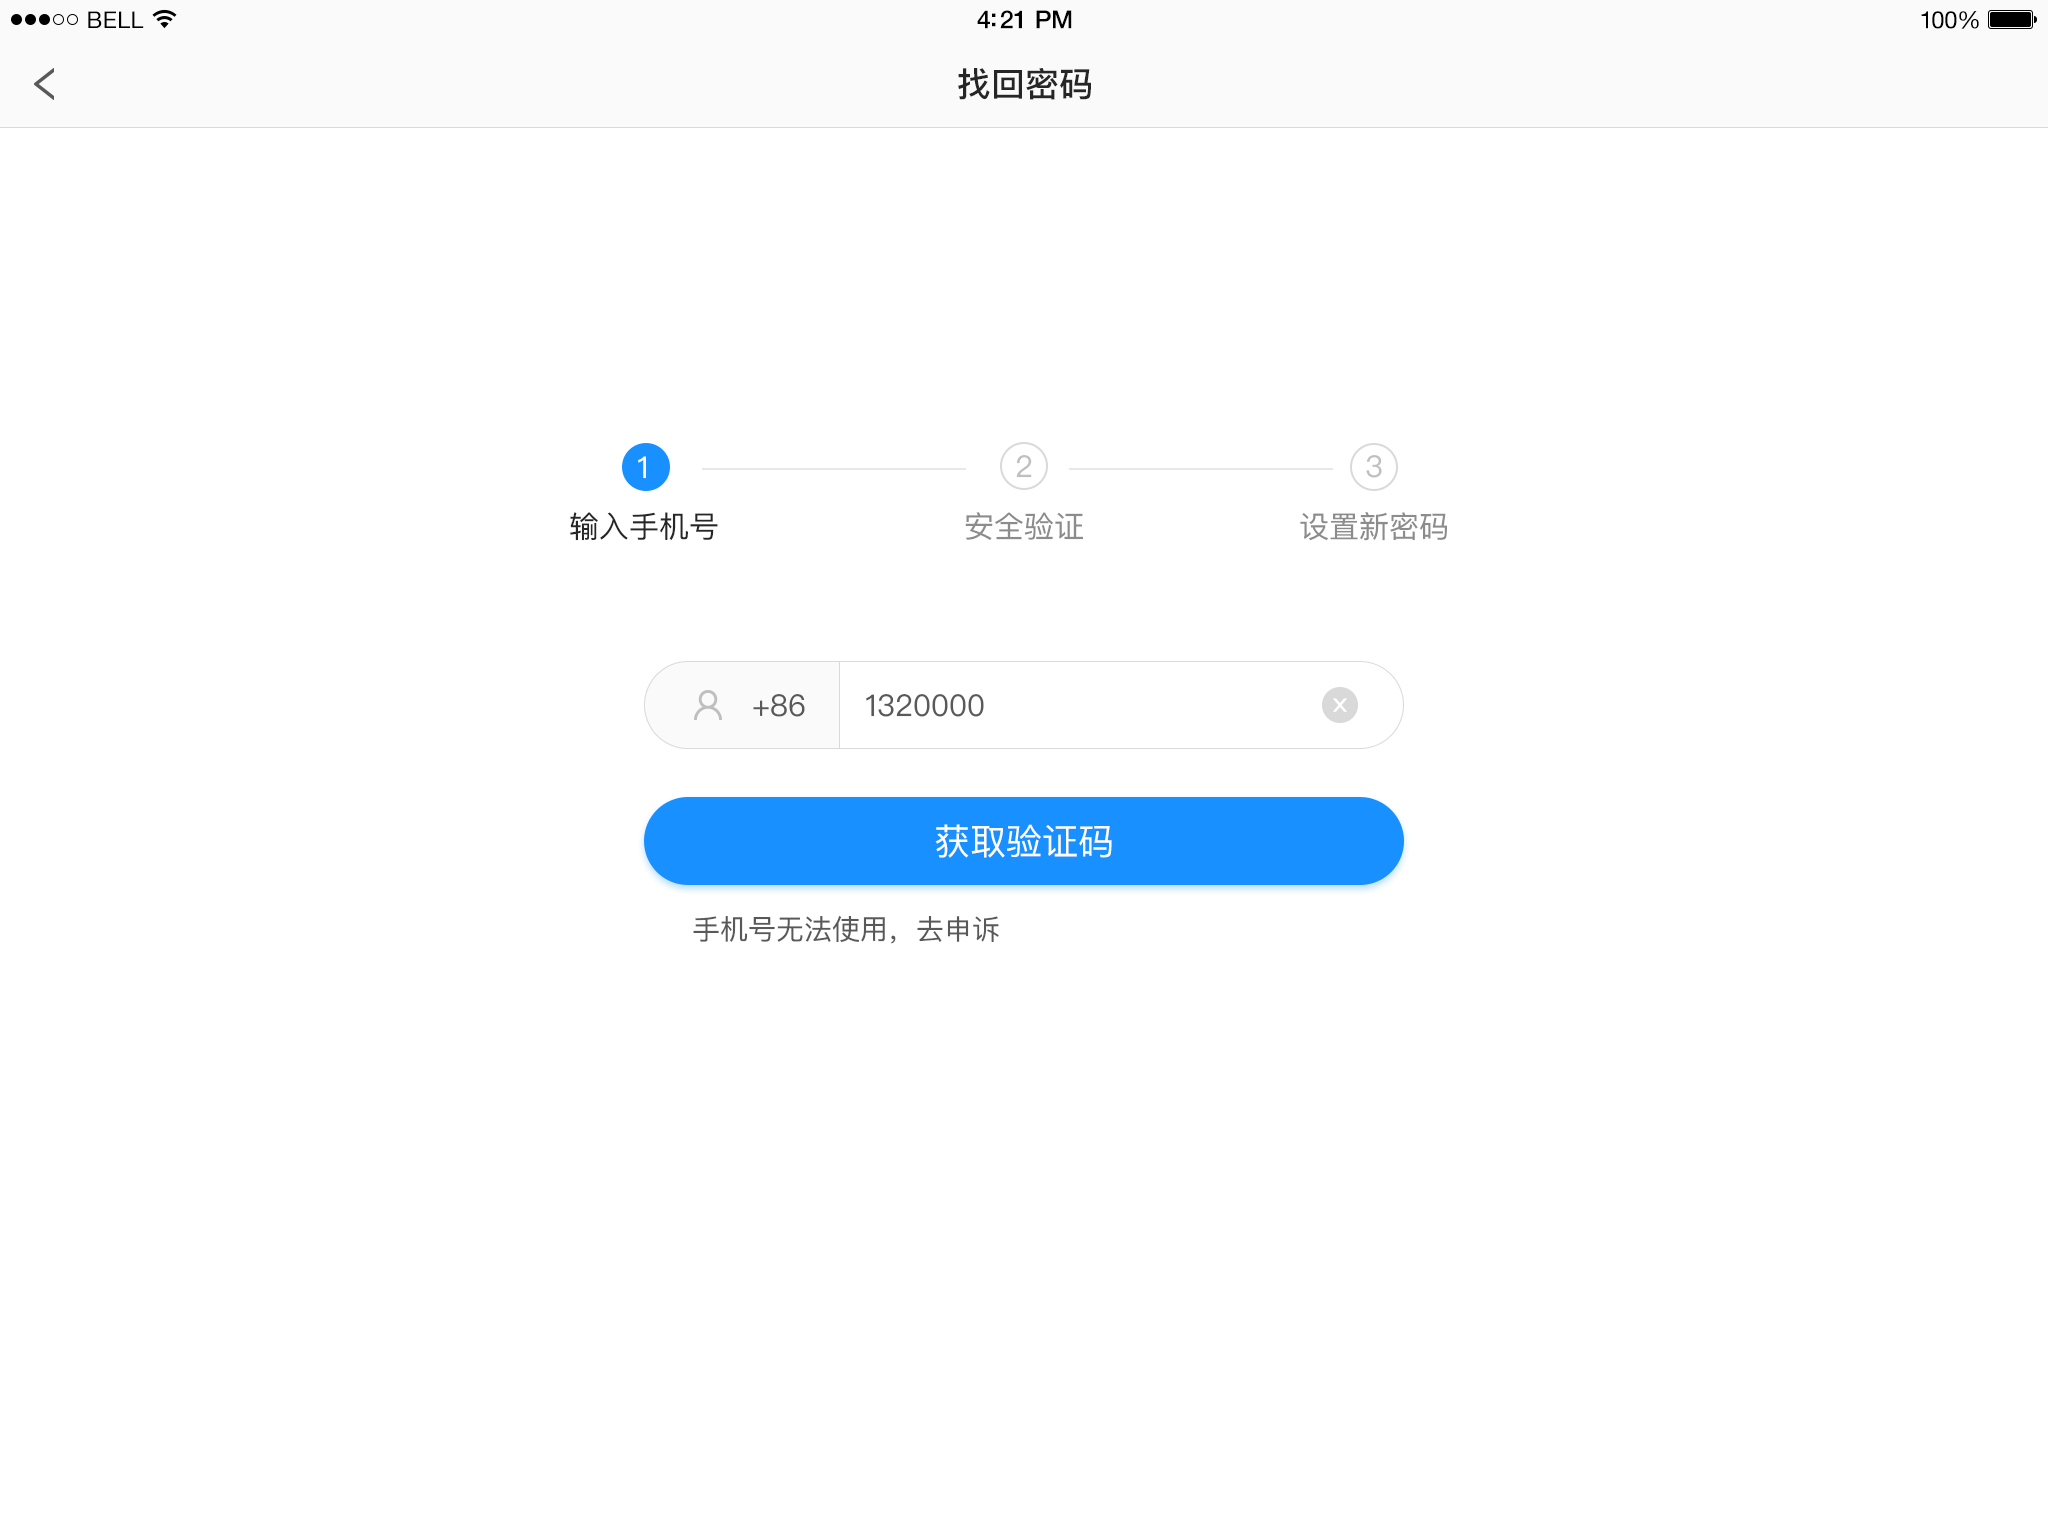 BELL
4:21 PM
100%
找回密码
1
2
3
输入手机号
安全验证
设置新密码
+86
1320000
获取验证码
手机号无法使用，去申诉